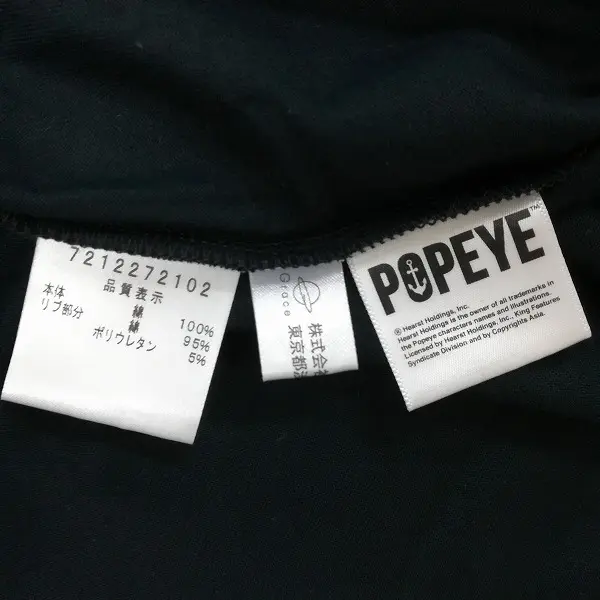 7212272102
品質表示
本体 綿 100%
リブ部分 綿 95%
ポリウレタン 5%
Grace
株式会社
東京都
POPEYE™
® Hearst Holdings, Inc.
Hearst Holdings is the owner of all trademarks in
the Popeye characters names and illustrations.
Licensed by Hearst Holdings, Inc., King Features
Syndicate Division and by Copyrights Asia.